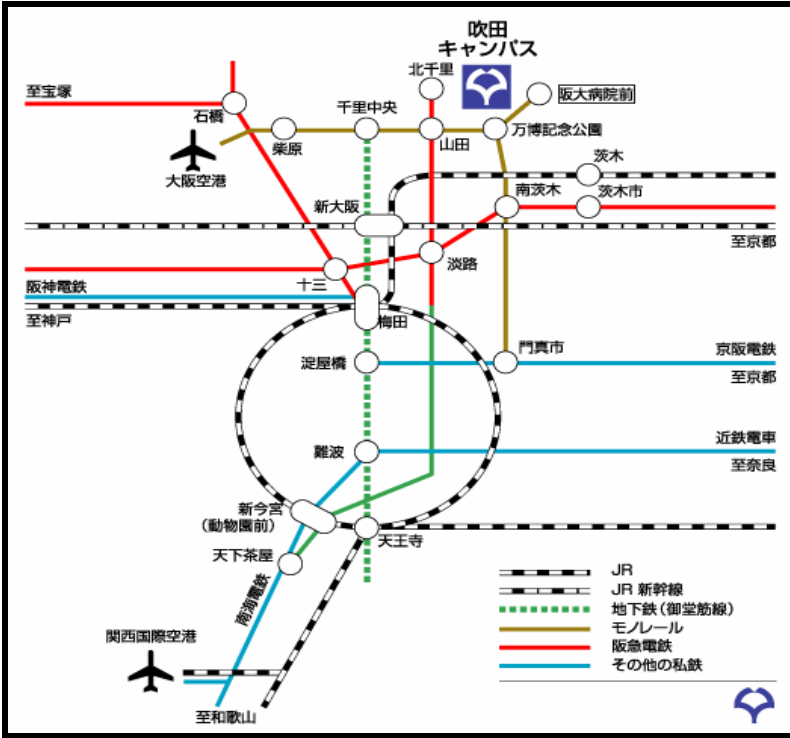 吹田
キャンパス
北千里
至宝塚
石橋
千里中央
阪大病院前
柴原
山田
万博記念公園
大阪空港
茨木
新大阪
南茨木
茨木市
至京都
淡路
十三
阪神電鉄
至神戸
梅田
淀屋橋
門真市
京阪電鉄
至京都
難波
近鉄電車
至奈良
新今宮
(動物園前)
天王寺
天下茶屋
南海電鉄
関西国際空港
至和歌山
JR
JR 新幹線
地下鉄(御堂筋線)
モノレール
阪急電鉄
その他の私鉄